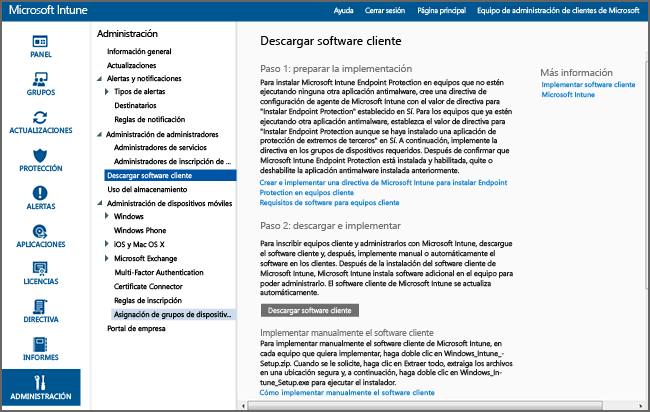 Microsoft Intune
Ayuda
Cerrar sesión
Página principal
Equipo de administración de clientes de Microsoft
PANEL
GRUPOS
ACTUALIZACIONES
PROTECCIÓN
ALERTAS
APLICACIONES
LICENCIAS
DIRECTIVA
INFORMES
ADMINISTRACIÓN
Administración
Información general
Actualizaciones
Alertas y notificaciones
Tipos de alertas
Destinatarios
Reglas de notificación
Administración de administradores
Administradores de servicios
Administradores de inscripción de ...
Descargar software cliente
Uso del almacenamiento
Administración de dispositivos móviles
Windows
Windows Phone
iOS y Mac OS X
Microsoft Exchange
Multi-Factor Authentication
Certificate Connector
Reglas de inscripción
Asignación de grupos de dispositiv...
Portal de empresa
Descargar software cliente
Paso 1: preparar la implementación
Para instalar Microsoft Intune Endpoint Protection en equipos que no estén
ejecutando ninguna otra aplicación antimalware, cree una directiva de
configuración de agente de Microsoft Intune con el valor de directiva para
"Instalar Endpoint Protection" establecido en Sí. Para los equipos que ya estén
ejecutando otra aplicación antimalware, establezca el valor de directiva para
"Instalar Endpoint Protection aunque se haya instalado una aplicación de
protección de extremos de terceros" en Sí. A continuación, implemente la
directiva en los grupos de dispositivos requeridos. Después de confirmar que
Microsoft Intune Endpoint Protection está instalada y habilitada, quite o
deshabilite la aplicación antimalware instalada anteriormente.
Crear e implementar una directiva de Microsoft Intune para instalar Endpoint
Protection en equipos cliente
Requisitos de software para equipos cliente
Paso 2: descargar e implementar
Para inscribir equipos cliente y administrarlos con Microsoft Intune, descargue
el software cliente y, después, implemente manual o automáticamente el
software en los clientes. Después de la instalación del software cliente de
Microsoft Intune, Microsoft Intune instala software adicional en el equipo para
poder administrarlo. El software cliente de Microsoft Intune se actualiza
automáticamente.
Descargar software cliente
Implementar manualmente el software cliente
Para implementar manualmente el software cliente de Microsoft Intune, en
cada equipo que quiera implementar, haga doble clic en Windows_Intune_-
Setup.zip. Cuando se le solicite, haga clic en Extraer todo, extraiga los archivos
en una ubicación segura y, a continuación, haga doble clic en Windows_In-
tune_Setup.exe para ejecutar el instalador.
Cómo implementar manualmente el software cliente
Más información
Implementar software cliente
Microsoft Intune